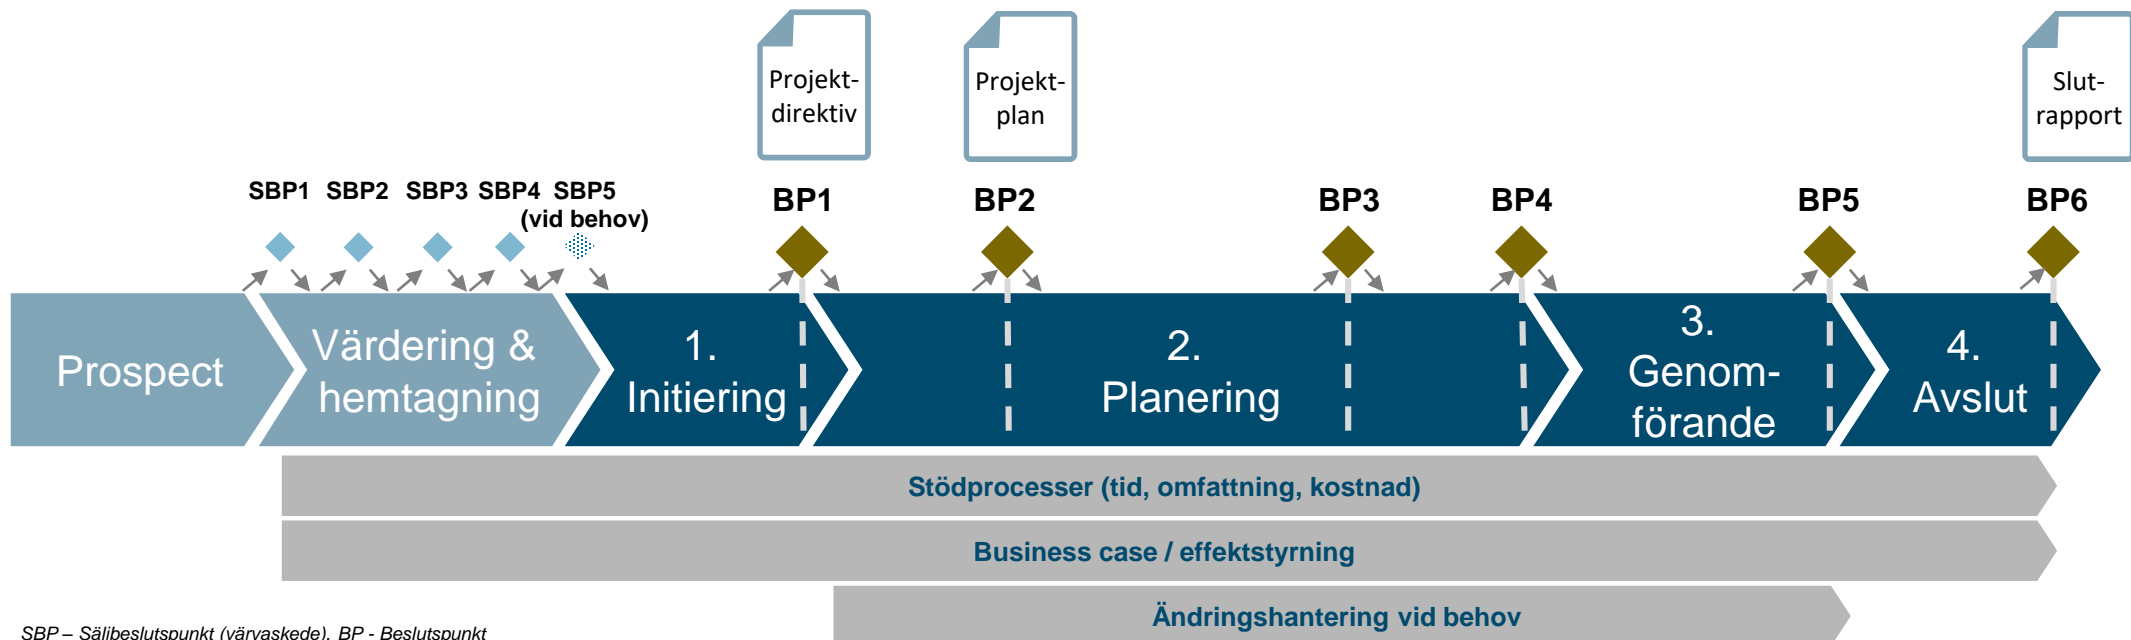 Projekt-
direktiv
Projekt-
plan
Slut-
rapport
SBP1 SBP2 SBP3 SBP4 SBP5
(vid behov)
BP1 BP2 BP3 BP4 BP5 BP6
Prospect
Värdering &
hemtagning
1.
Initiering
2.
Planering
3.
Genom-
förande
4.
Avslut
Stödprocesser (tid, omfattning, kostnad)
Business case / effektstyrning
Ändringshantering vid behov
SBP – Säljbeslutspunkt (värvaskede), BP - Beslutspunkt